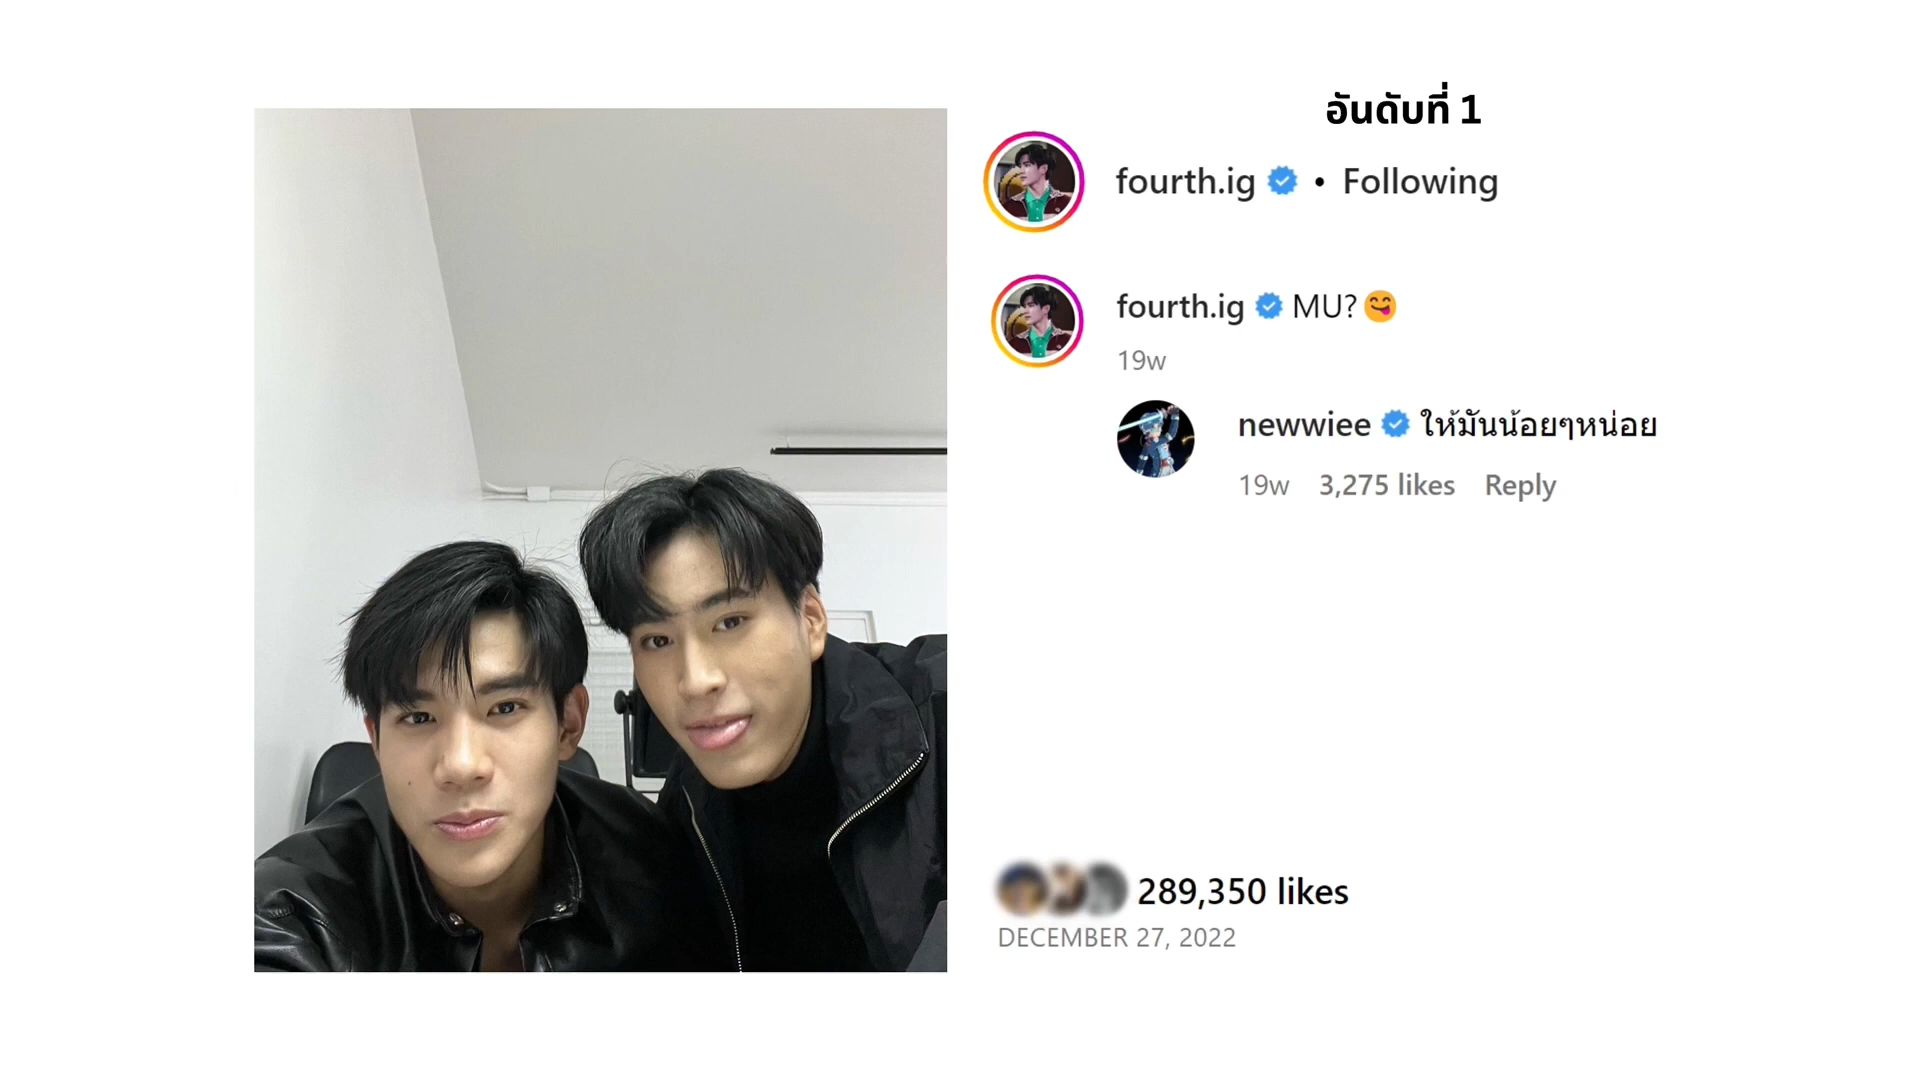 อันดับที่ 1
fourth.ig • Following
fourth.ig MU?😋
19w
newwiee ให้มันน้อยๆหน่อย
19w 3,275 likes Reply
289,350 likes
DECEMBER 27, 2022